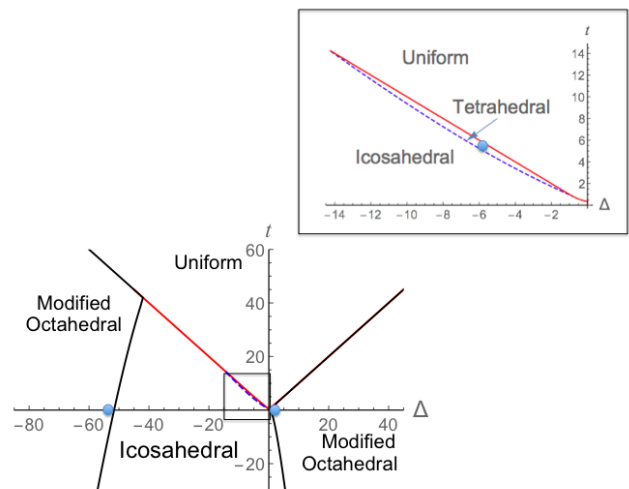 t
14
Uniform
12
10
Tetrahedral
8
6
Icosahedral
4
2
Δ
−14 −12 −10 −8 −6 −4 −2
t
60
Uniform
Modified
Octahedral
40
20
Δ
−80 −60 −40 −20 20 40
Icosahedral
Modified
Octahedral
−20